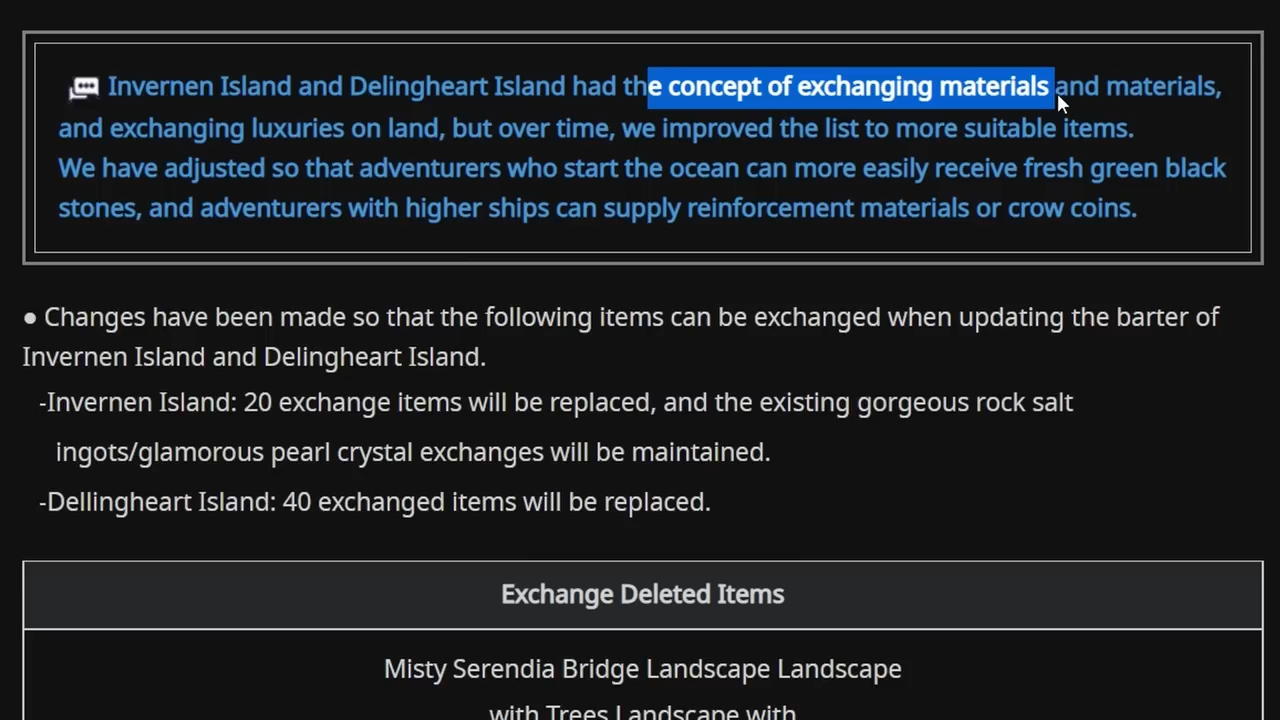 Invernen Island and Delingheart Island had the concept of exchanging materials and materials,
and exchanging luxuries on land, but over time, we improved the list to more suitable items.
We have adjusted so that adventurers who start the ocean can more easily receive fresh green black
stones, and adventurers with higher ships can supply reinforcement materials or crow coins.
● Changes have been made so that the following items can be exchanged when updating the barter of
Invernen Island and Delingheart Island.
-Invernen Island: 20 exchange items will be replaced, and the existing gorgeous rock salt
ingots/glamorous pearl crystal exchanges will be maintained.
-Dellingheart Island: 40 exchanged items will be replaced.
Exchange Deleted Items
Misty Serendia Bridge Landscape Landscape
with Trees Landscape with